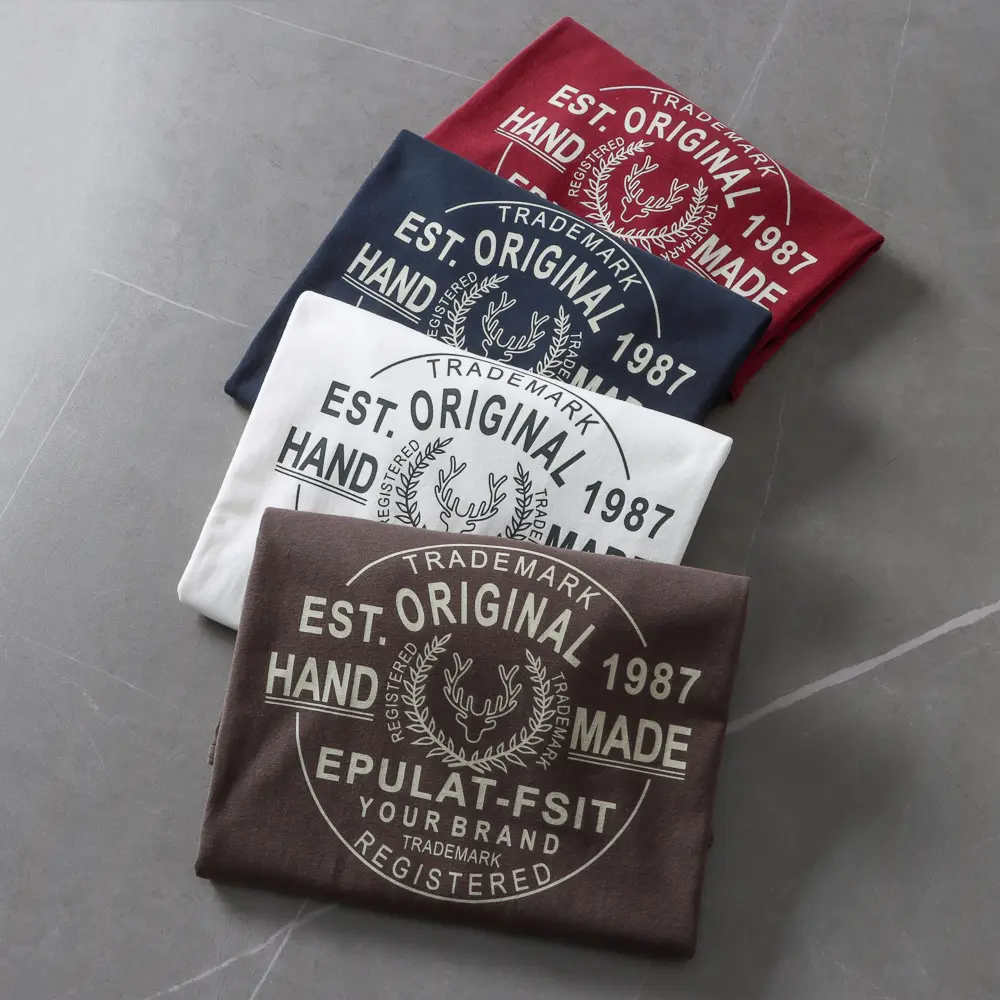 TRADEMARK
EST. ORIGINAL 1987
HAND REGISTERED TRADEMARK MADE
TRADEMARK
EST. ORIGINAL 1987
HAND
TRADEMARK
EST. ORIGINAL 1987
HAND REGISTERED
TRADEMARK
EST. ORIGINAL 1987
HAND REGISTERED TRADEMARK MADE
EPULAT-FSIT
YOUR BRAND
TRADEMARK
REGISTERED